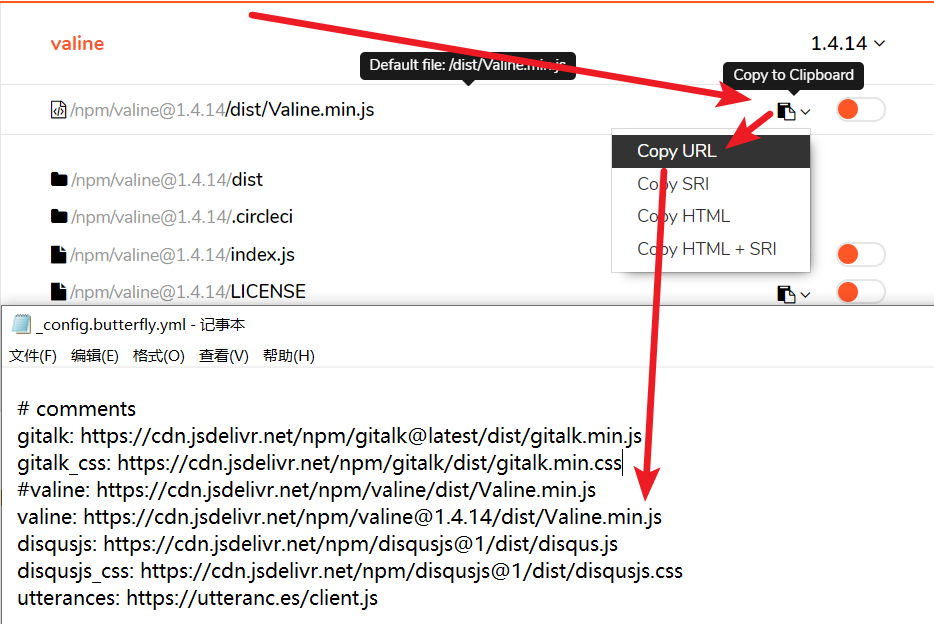 valine
1.4.14
Default file: /dist/Valine.min.js
Copy to Clipboard
/npm/valine@1.4.14/dist/Valine.min.js
Copy URL
Copy SRI
Copy HTML
Copy HTML + SRI
/npm/valine@1.4.14/dist
/npm/valine@1.4.14/.circleci
/npm/valine@1.4.14/index.js
/npm/valine@1.4.14/LICENSE
_config.butterfly.yml - 记事本
文件(F) 编辑(E) 格式(O) 查看(V) 帮助(H)
# comments
gitalk: https://cdn.jsdelivr.net/npm/gitalk@latest/dist/gitalk.min.js
gitalk_css: https://cdn.jsdelivr.net/npm/gitalk/dist/gitalk.min.css
#valine: https://cdn.jsdelivr.net/npm/valine/dist/Valine.min.js
valine: https://cdn.jsdelivr.net/npm/valine@1.4.14/dist/Valine.min.js
disqusjs: https://cdn.jsdelivr.net/npm/disqusjs@1/dist/disqus.js
disqusjs_css: https://cdn.jsdelivr.net/npm/disqusjs@1/dist/disqusjs.css
utterances: https://utteranc.es/client.js